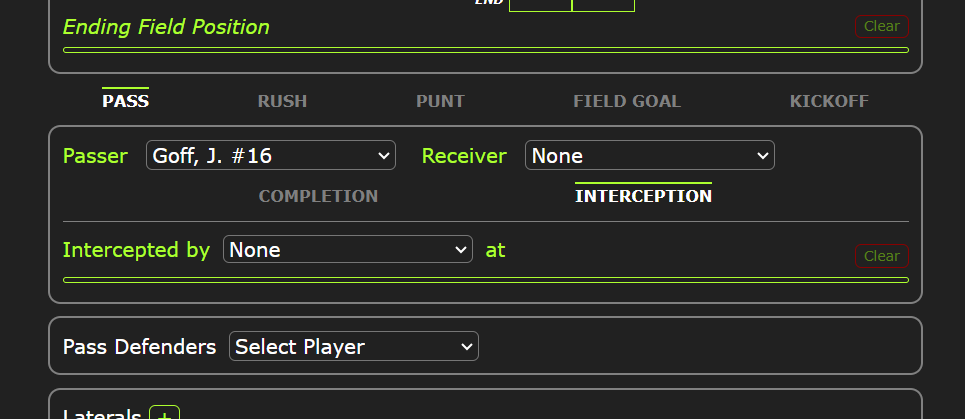 END
Ending Field Position Clear
PASS RUSH PUNT FIELD GOAL KICKOFF
Passer Goff, J. #16 Receiver None
COMPLETION INTERCEPTION
Intercepted by None at Clear
Pass Defenders Select Player
Laterals +